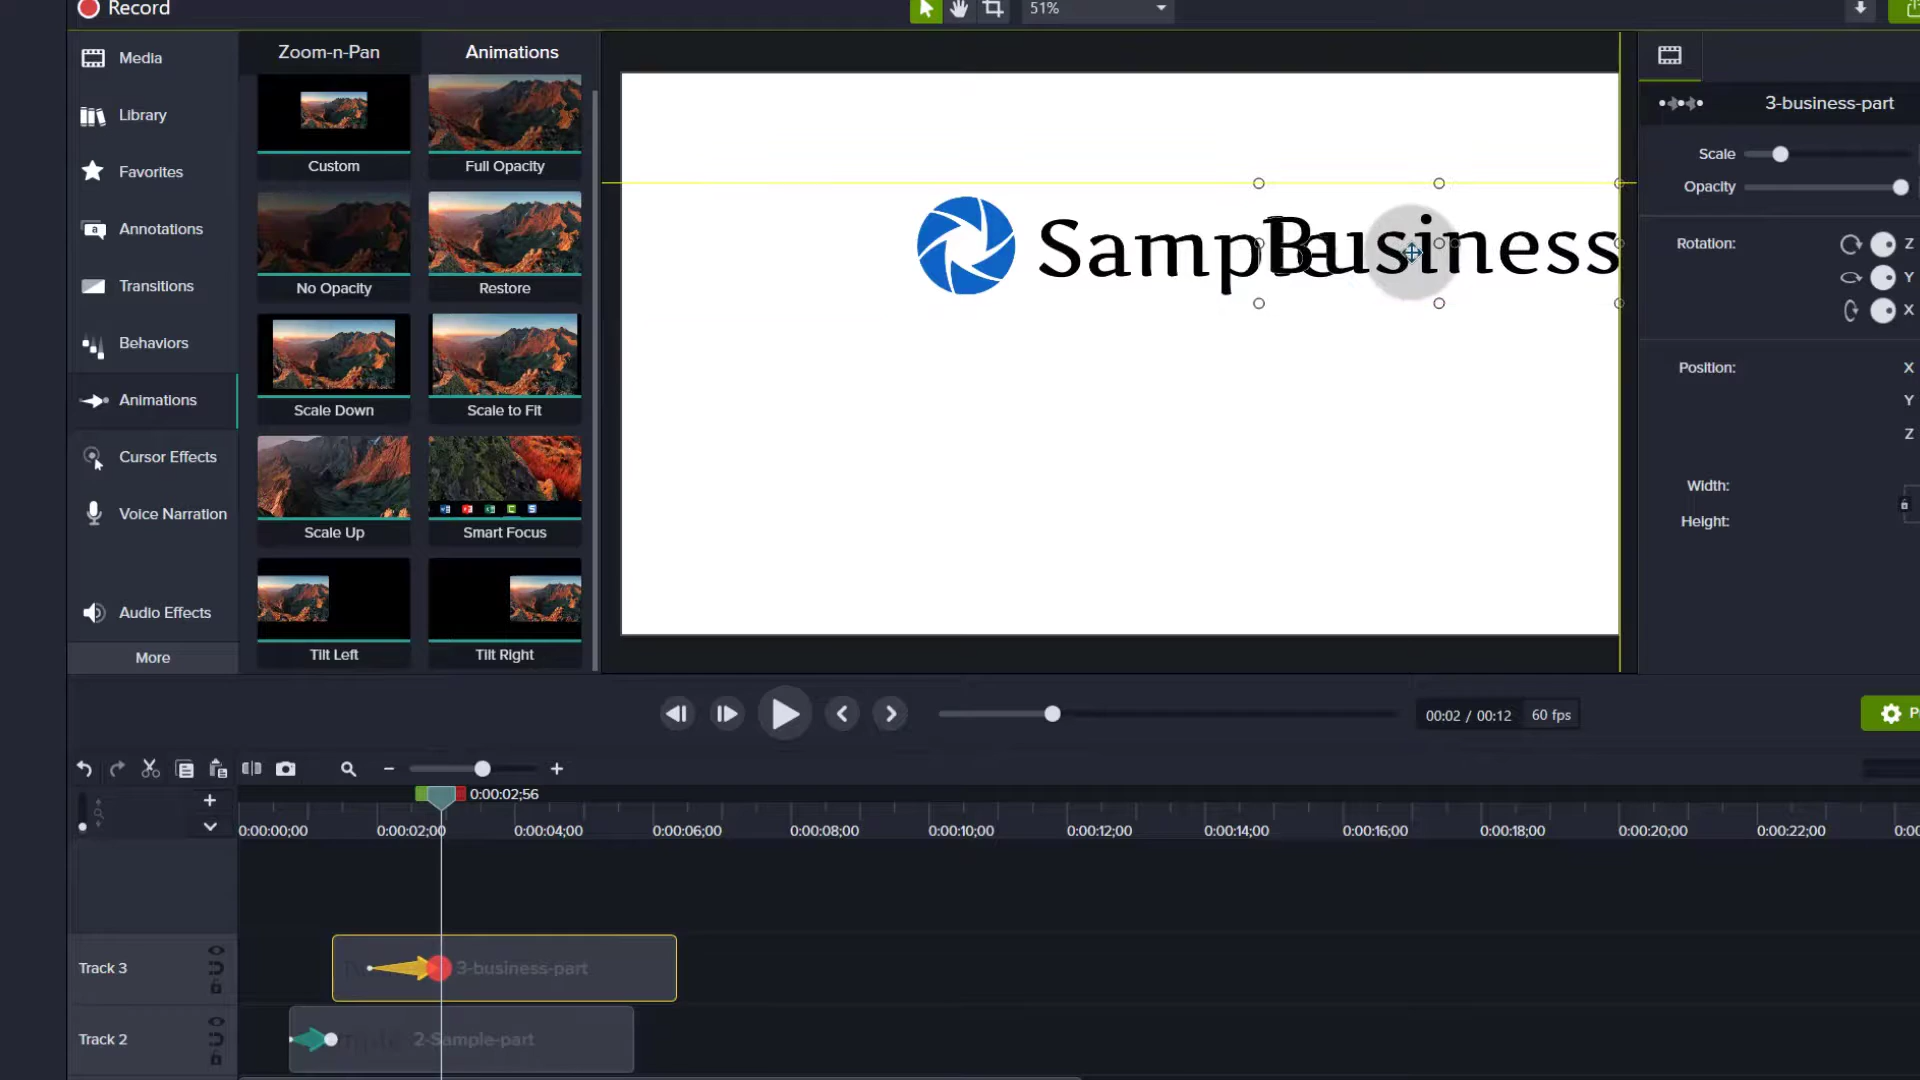 Record
51%
Media
Library
Favorites
Annotations
Transitions
Behaviors
Animations
Cursor Effects
Voice Narration
Audio Effects
More
Zoom-n-Pan
Animations
Custom
Full Opacity
No Opacity
Restore
Scale Down
Scale to Fit
Scale Up
Smart Focus
Tilt Left
Tilt Right
Business
3-business-part
Scale
Opacity
Rotation:
Z
Y
X
Position:
X
Y
Z
Width:
Height:
00:02 / 00:12
60 fps
0:00:02;56
0:00:00;00
0:00:02;00
0:00:04;00
0:00:06;00
0:00:08;00
0:00:10;00
0:00:12;00
0:00:14;00
0:00:16;00
0:00:18;00
0:00:20;00
0:00:22;00
Track 3
3-business-part
Track 2
2-Sample-part